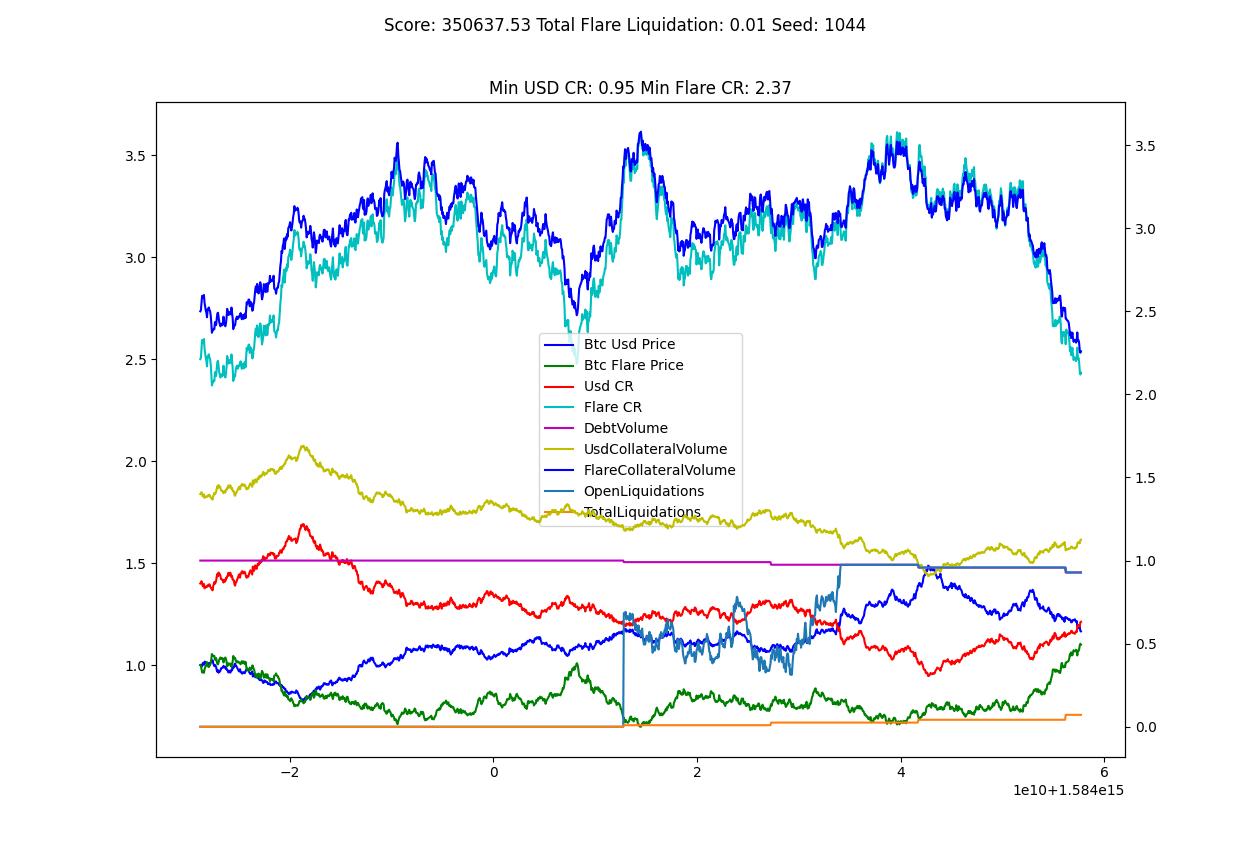 Score: 350637.53 Total Flare Liquidation: 0.01 Seed: 1044
Min USD CR: 0.95 Min Flare CR: 2.37
3.5
3.0
2.5
2.0
1.5
1.0
3.5
3.0
2.5
2.0
1.5
1.0
0.5
0.0
Btc Usd Price
Btc Flare Price
Usd CR
Flare CR
DebtVolume
UsdCollateralVolume
FlareCollateralVolume
OpenLiquidations
TotalLiquidations
−2 0 2 4 6
1e10+1.584e15